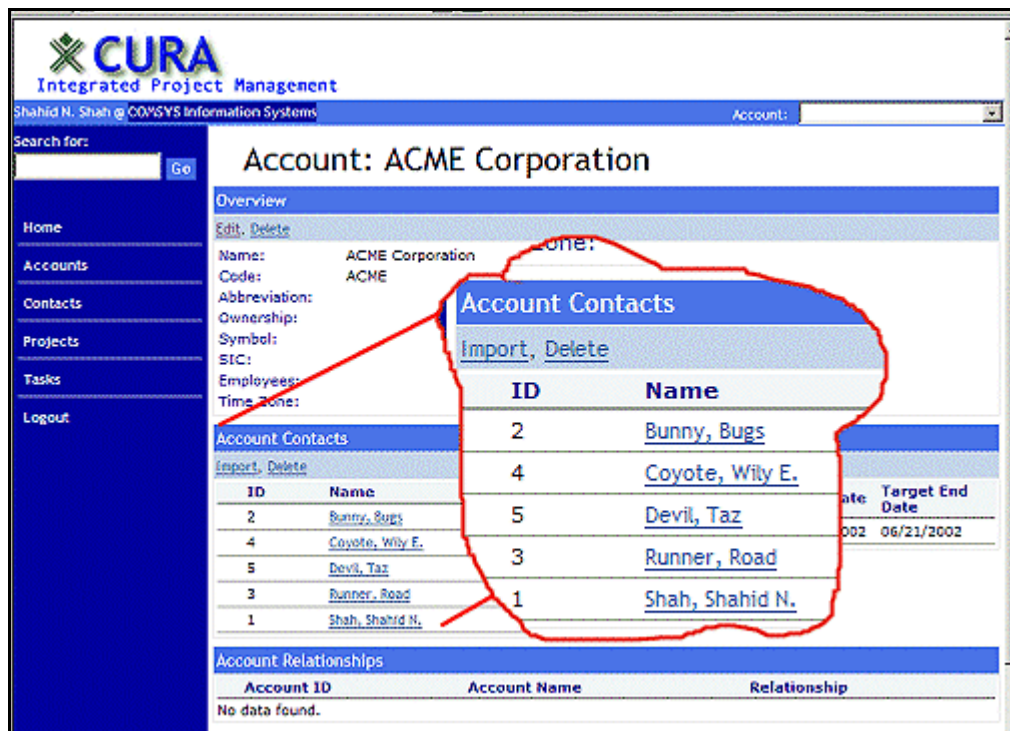 CURA
Integrated Project Management
Shahid N. Shah @ COMSYS Information Systems
Account:
Search for:
Go
Home
Accounts
Contacts
Projects
Tasks
Logout
Account: ACME Corporation
Overview
Edit, Delete
Name: ACME Corporation
Code: ACME
Abbreviation:
Ownership:
Symbol:
SIC:
Employees:
Time Zone:
Account Contacts
Import, Delete
ID Name
2 Bunny, Bugs
4 Coyote, Wily E.
5 Devil, Taz
3 Runner, Road
1 Shah, Shahid N.
Zone:
Account Contacts
Import, Delete
ID Name
2 Bunny, Bugs
4 Coyote, Wily E.
5 Devil, Taz
3 Runner, Road
1 Shah, Shahid N.
Target End
Date
06/21/2002
Account Relationships
Account ID Account Name Relationship
No data found.